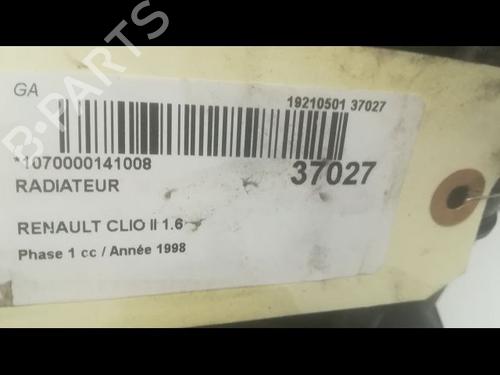 B-PARTS
GA
19210501 37027
*1070000141008
37027
RADIATEUR
RENAULT CLIO II 1.6
Phase 1 cc / Année 1998